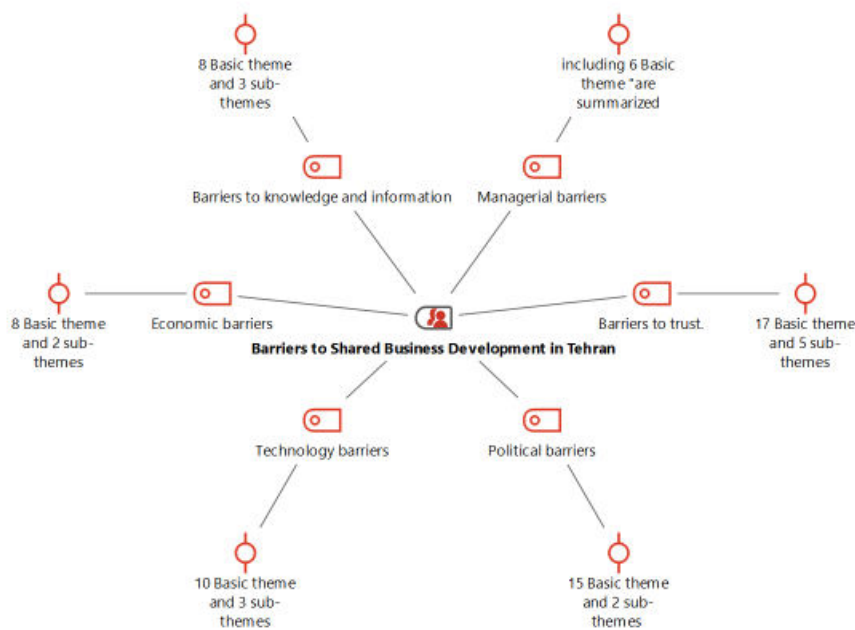 8 Basic theme
and 3 sub-
themes
including 6 Basic
theme "are
summarized
Barriers to knowledge and information
Managerial barriers
8 Basic theme
and 2 sub-
themes
Economic barriers
Barriers to trust.
17 Basic theme
and 5 sub-
themes
Barriers to Shared Business Development in Tehran
Technology barriers
Political barriers
10 Basic theme
and 3 sub-
themes
15 Basic theme
and 2 sub-
themes